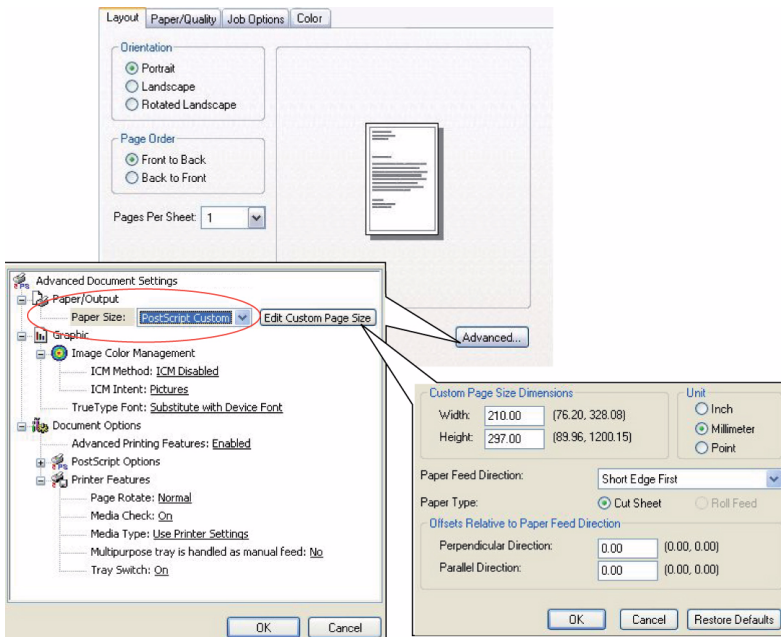 Layout Paper/Quality Job Options Color
Orientation
Portrait
Landscape
Rotated Landscape
Page Order
Front to Back
Back to Front
Pages Per Sheet: 1
Advanced...
Advanced Document Settings
Paper/Output
Paper Size: PostScript Custom Edit Custom Page Size
Graphic
Image Color Management
ICM Method: ICM Disabled
ICM Intent: Pictures
TrueType Font: Substitute with Device Font
Document Options
Advanced Printing Features: Enabled
PostScript Options
Printer Features
Page Rotate: Normal
Media Check: On
Media Type: Use Printer Settings
Multipurpose tray is handled as manual feed: No
Tray Switch: On
OK Cancel
Custom Page Size Dimensions
Width: 210.00 (76.20, 328.08)
Height: 297.00 (89.96, 1200.15)
Unit
Inch
Millimeter
Point
Paper Feed Direction: Short Edge First
Paper Type: Cut Sheet Roll Feed
Offsets Relative to Paper Feed Direction
Perpendicular Direction: 0.00 (0.00, 0.00)
Parallel Direction: 0.00 (0.00, 0.00)
OK Cancel Restore Defaults